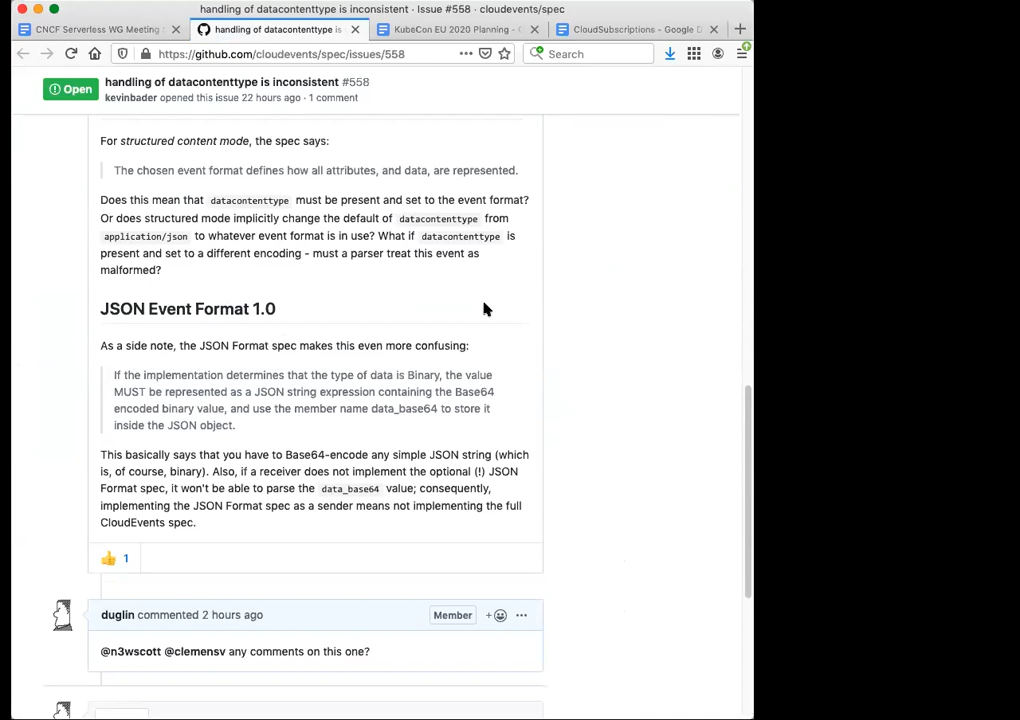 handling of datacontenttype is inconsistent · Issue #558 · cloudevents/spec
CNCF Serverless WG Meeting
handling of datacontenttype is
KubeCon EU 2020 Planning -
CloudSubscriptions - Google D
https://github.com/cloudevents/spec/issues/558
Search
Open
handling of datacontenttype is inconsistent #558
kevinbader opened this issue 22 hours ago · 1 comment
For structured content mode, the spec says:
The chosen event format defines how all attributes, and data, are represented.
Does this mean that datacontenttype must be present and set to the event format?
Or does structured mode implicitly change the default of datacontenttype from
application/json to whatever event format is in use? What if datacontenttype is
present and set to a different encoding - must a parser treat this event as
malformed?
JSON Event Format 1.0
As a side note, the JSON Format spec makes this even more confusing:
If the implementation determines that the type of data is Binary, the value
MUST be represented as a JSON string expression containing the Base64
encoded binary value, and use the member name data_base64 to store it
inside the JSON object.
This basically says that you have to Base64-encode any simple JSON string (which
is, of course, binary). Also, if a receiver does not implement the optional (!) JSON
Format spec, it won't be able to parse the data_base64 value; consequently,
implementing the JSON Format spec as a sender means not implementing the full
CloudEvents spec.
👍 1
duglin commented 2 hours ago
Member
@n3wscott @clemensv any comments on this one?